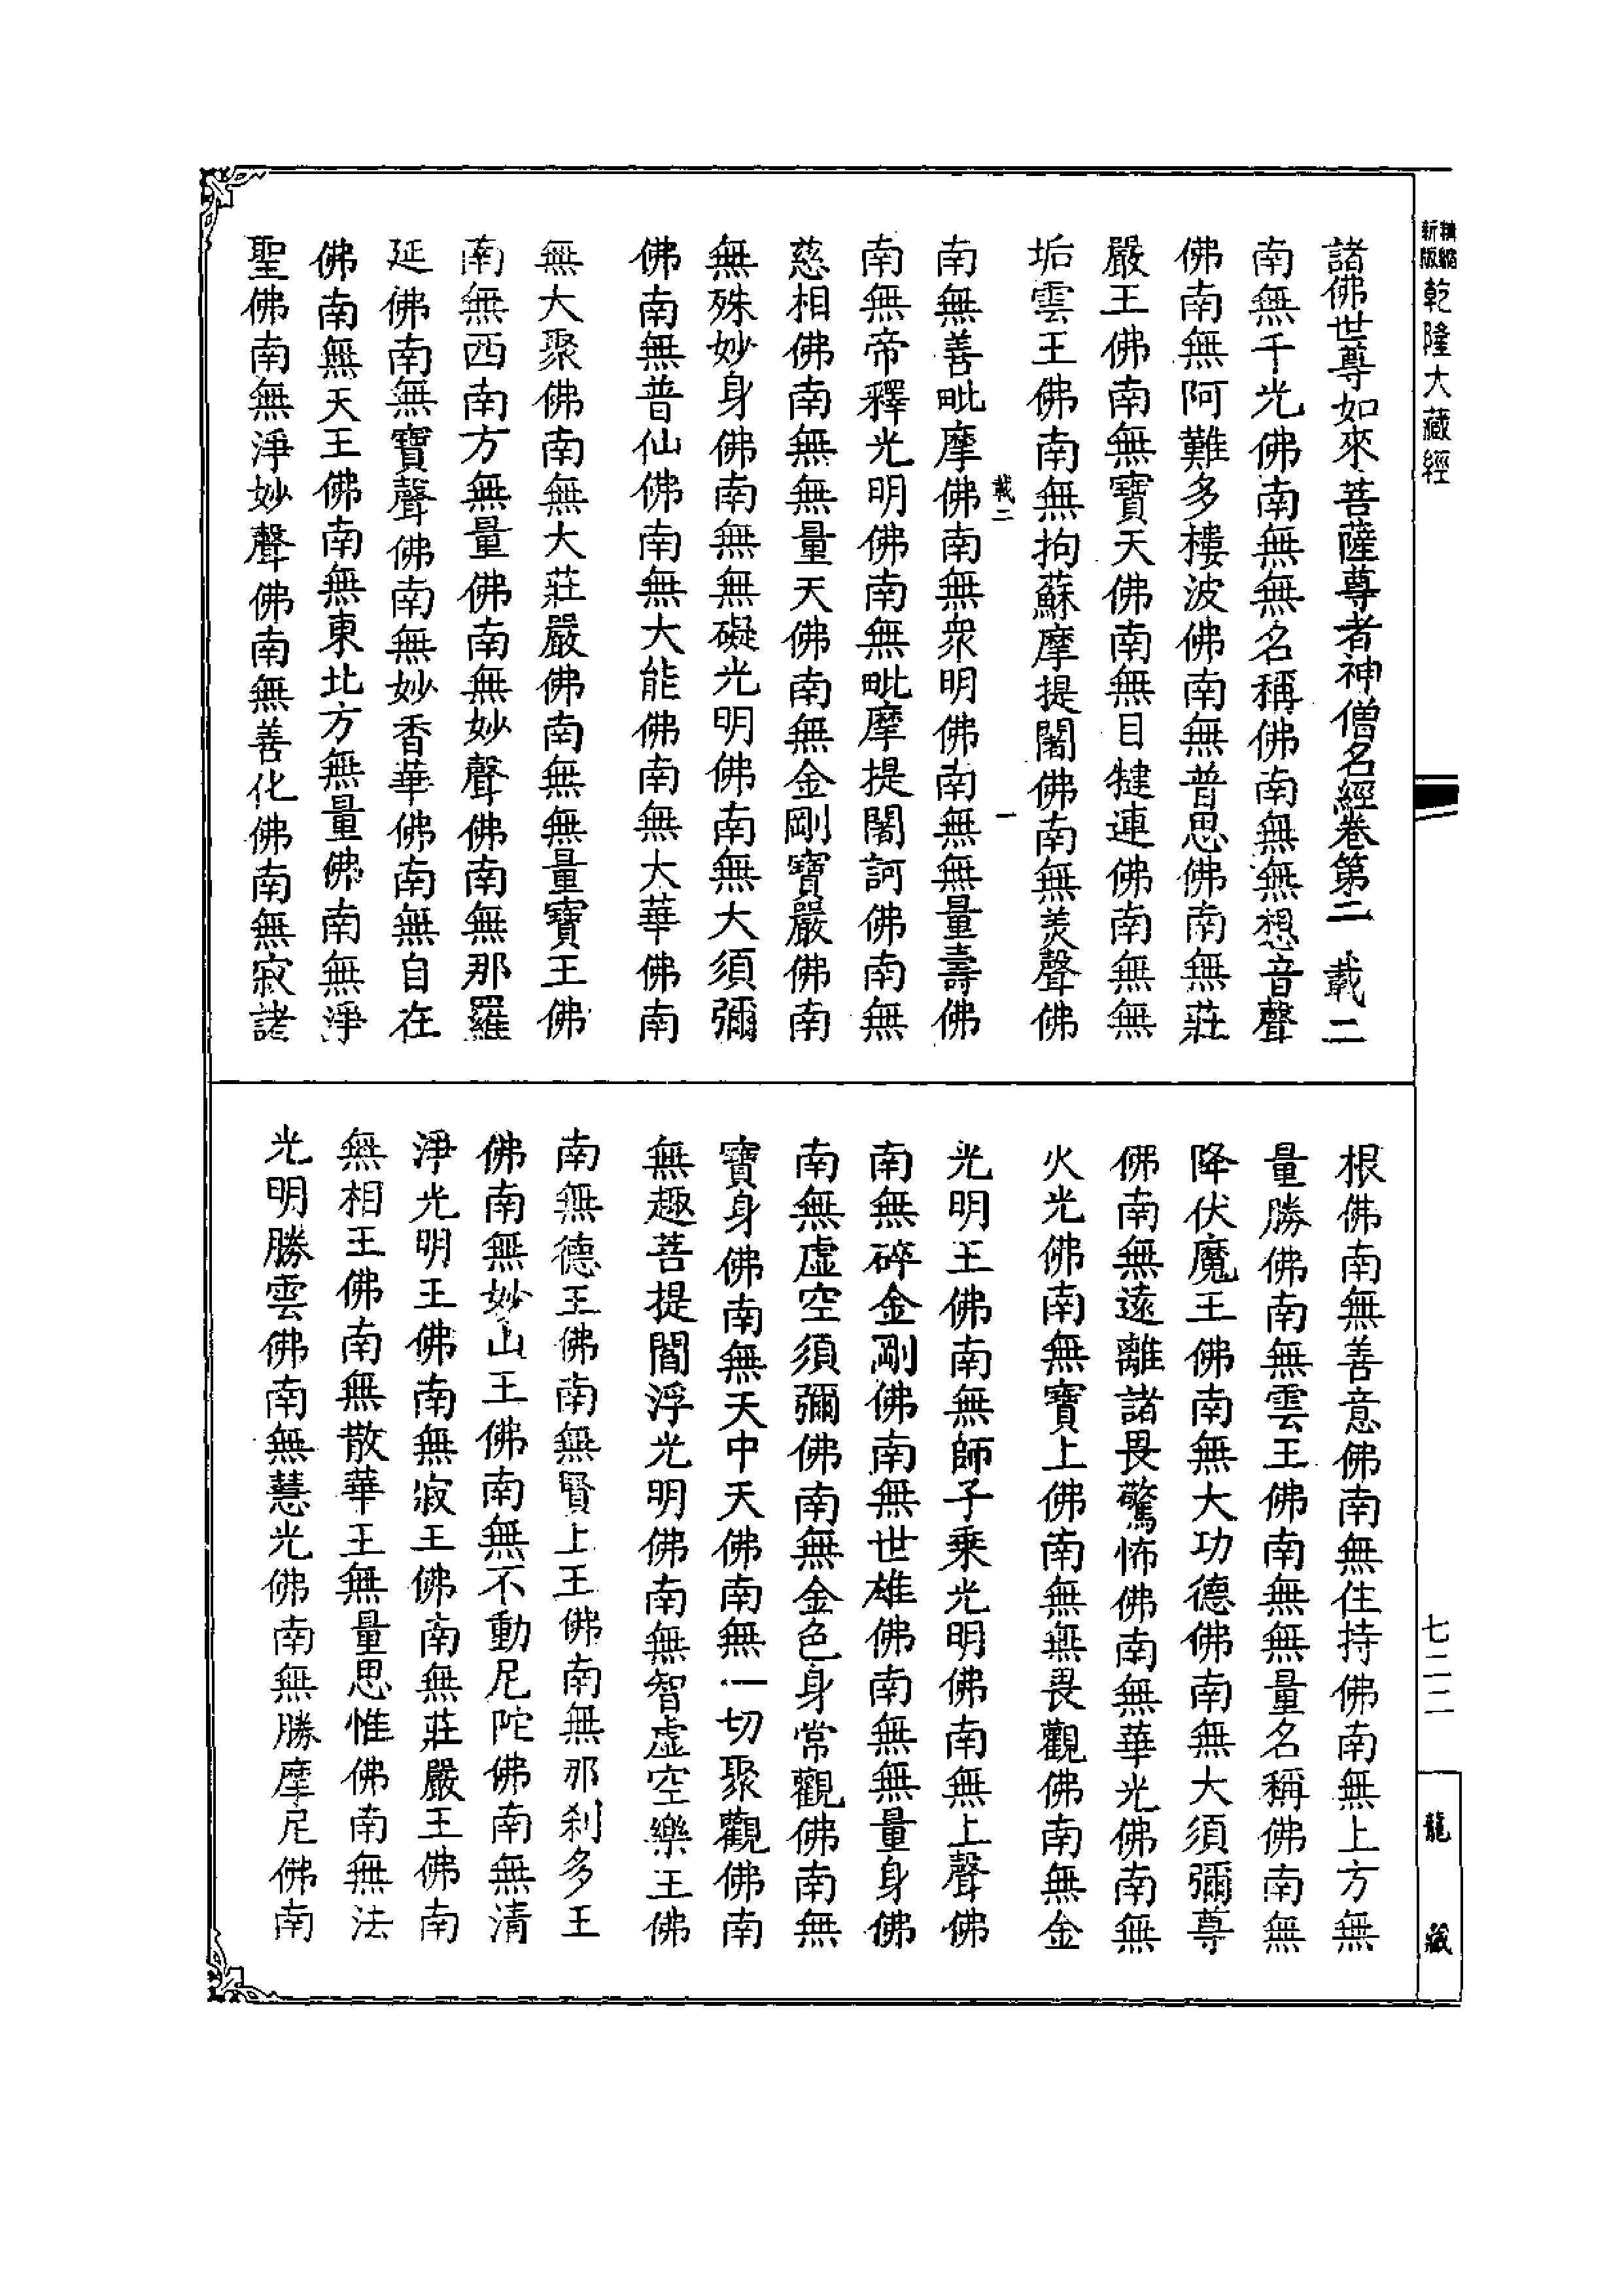 新版
精縮
乾隆大藏經
諸佛世尊如來菩薩尊者神僧名經卷第二　載二
南無千光佛南無無名稱佛南無無想音聲
佛南無阿難多樓波佛南無普思佛南無莊
嚴王佛南無寶天佛南無目犍連佛南無無
垢雲王佛南無拘蘇摩提闍佛南無美聲佛
載二　一
南無善毗摩佛南無衆明佛南無無量壽佛
南無帝釋光明佛南無毗摩提闍訶佛南無
慈相佛南無無量天佛南無金剛寶嚴佛南
無殊妙身佛南無無礙光明佛南無大須彌
佛南無普仙佛南無大能佛南無大華佛南
無大聚佛南無大莊嚴佛南無無量寶王佛
南無西南方無量佛南無妙聲佛南無那羅
延佛南無寶聲佛南無妙香華佛南無自在
佛南無天王佛南無東北方無量佛南無淨
聖佛南無淨妙聲佛南無善化佛南無寂諸
根佛南無善意佛南無住持佛南無上方無
量勝佛南無雲王佛南無無量名稱佛南無
降伏魔王佛南無大功德佛南無大須彌尊
佛南無遠離諸畏驚怖佛南無華光佛南無
火光佛南無寶上佛南無無畏觀佛南無金
光明王佛南無師子乘光明佛南無上聲佛
南無碎金剛佛南無世雄佛南無無量身佛
南無虛空須彌佛南無金色身常觀佛南無
寶身佛南無天中天佛南無一切聚觀佛南
無趣菩提閻浮光明佛南無智虛空樂王佛
南無德王佛南無賢上王佛南無那刹多王
佛南無妙山王佛南無不動尼陀佛南無清
淨光明王佛南無寂王佛南無莊嚴王佛南
無相王佛南無散華王無量思惟佛南無法
光明勝雲佛南無慧光佛南無勝摩尼佛南
七二二
龍藏